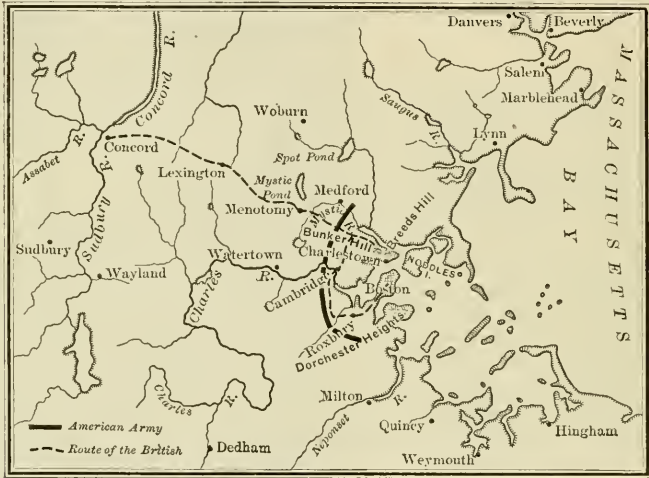 Danvers
Beverly
Salem
Marblehead
MASSACHUSETTS
BAY
Concord R.
Woburn
Saugus R.
Lynn
Assabet R.
Concord
Spot Pond
Lexington
Mystic Pond
Medford
Menotomy
Mystic R.
Breeds Hill
Sudbury R.
Bunker Hill
Charlestown
NODDLES I.
Sudbury
Watertown
Wayland
Charles R.
Cambridge
Boston
Roxbury
Dorchester Heights
Charles R.
Milton
Neponset R.
Quincy
Hingham
American Army
Route of the British
Dedham
Weymouth